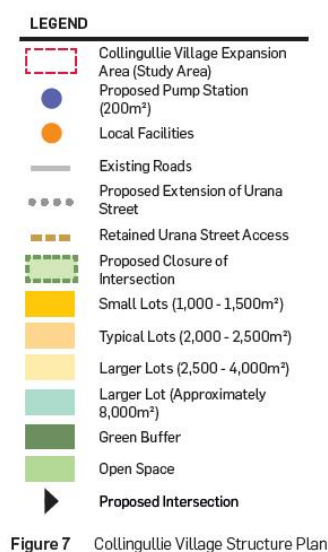 LEGEND
Collingullie Village Expansion
Area (Study Area)
Proposed Pump Station
(200m²)
Local Facilities
Existing Roads
Proposed Extension of Urana
Street
Retained Urana Street Access
Proposed Closure of
Intersection
Small Lots (1,000 - 1,500m²)
Typical Lots (2,000 - 2,500m²)
Larger Lots (2,500 - 4,000m²)
Larger Lot (Approximately
8,000m²)
Green Buffer
Open Space
Proposed Intersection
Figure 7 Collingullie Village Structure Plan